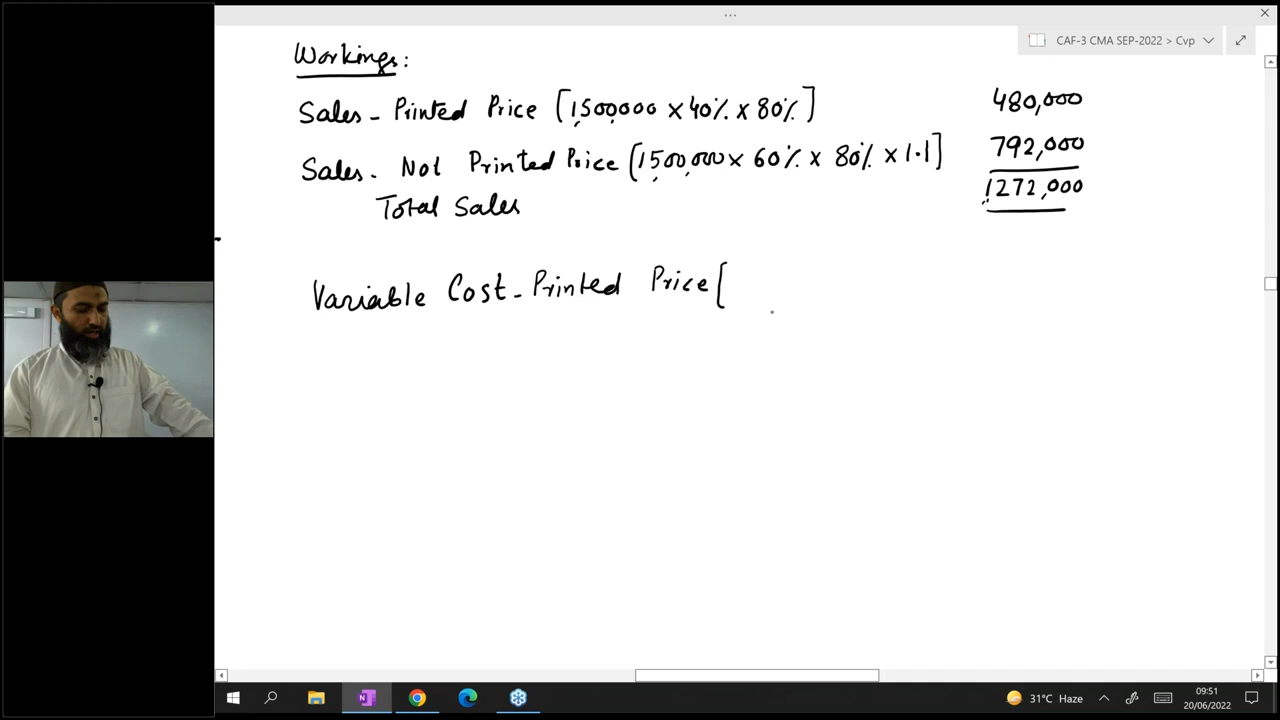 CAF-3 CMA SEP-2022 > Cvp
Workings:
Sales - Printed Price [1,500,000 × 40% × 80%] 480,000
Sales - Not Printed Price [1,500,000 × 60% × 80% × 1.1] 792,000
Total Sales 1,272,000
Variable Cost - Printed Price [
31°C Haze
09:51
20/06/2022